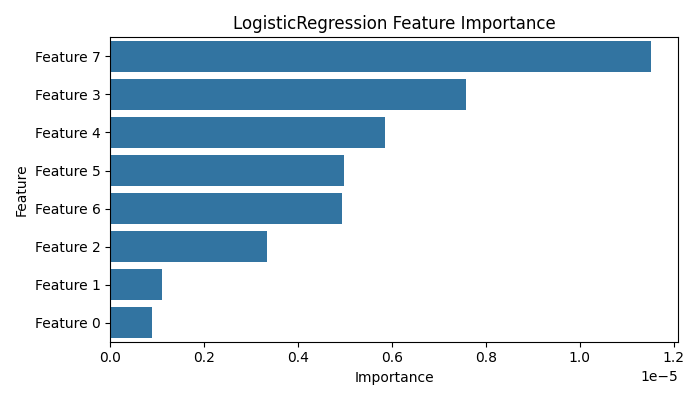 LogisticRegression Feature Importance
Feature 7
Feature 3
Feature 4
Feature 5
Feature 6
Feature 2
Feature 1
Feature 0
Feature
0.0 0.2 0.4 0.6 0.8 1.0 1.2
Importance 1e−5